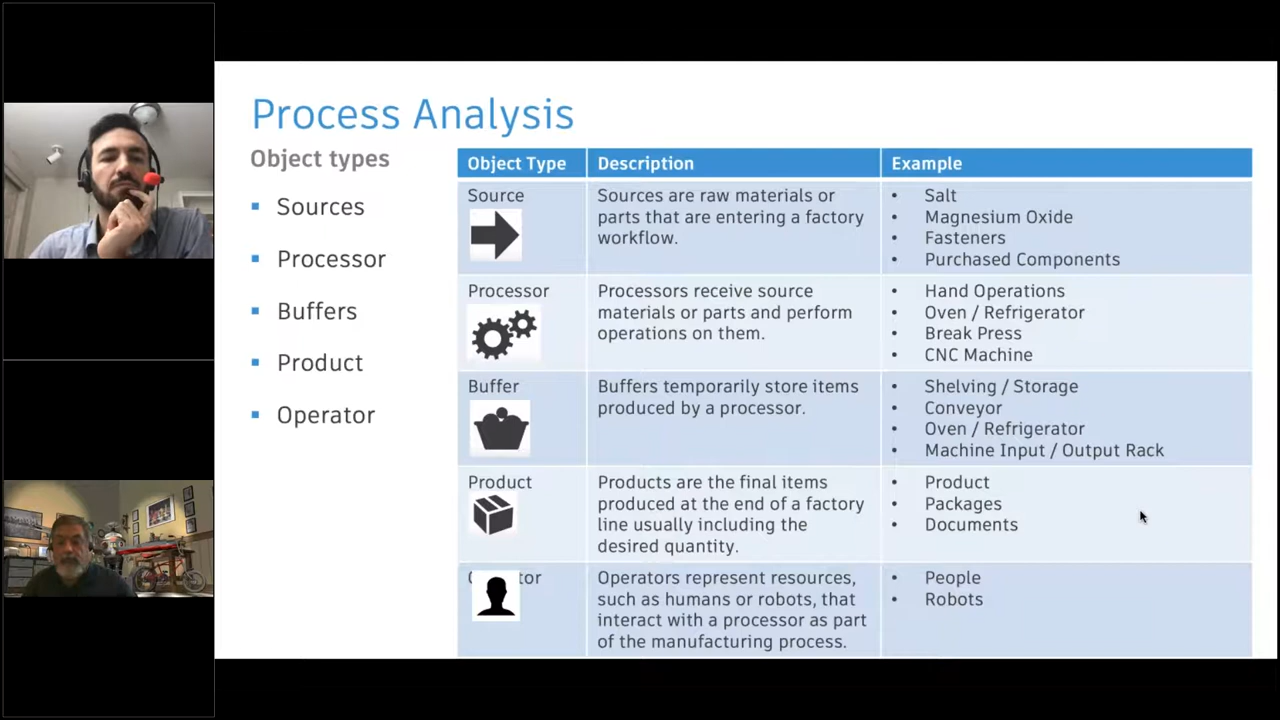 Process Analysis
Object types
Sources
Processor
Buffers
Product
Operator
Object Type Description Example
Source
Sources are raw materials or
parts that are entering a factory
workflow.
Salt
Magnesium Oxide
Fasteners
Purchased Components
Processor
Processors receive source
materials or parts and perform
operations on them.
Hand Operations
Oven / Refrigerator
Break Press
CNC Machine
Buffer
Buffers temporarily store items
produced by a processor.
Shelving / Storage
Conveyor
Oven / Refrigerator
Machine Input / Output Rack
Product
Products are the final items
produced at the end of a factory
line usually including the
desired quantity.
Product
Packages
Documents
Operators represent resources,
such as humans or robots, that
interact with a processor as part
of the manufacturing process.
People
Robots